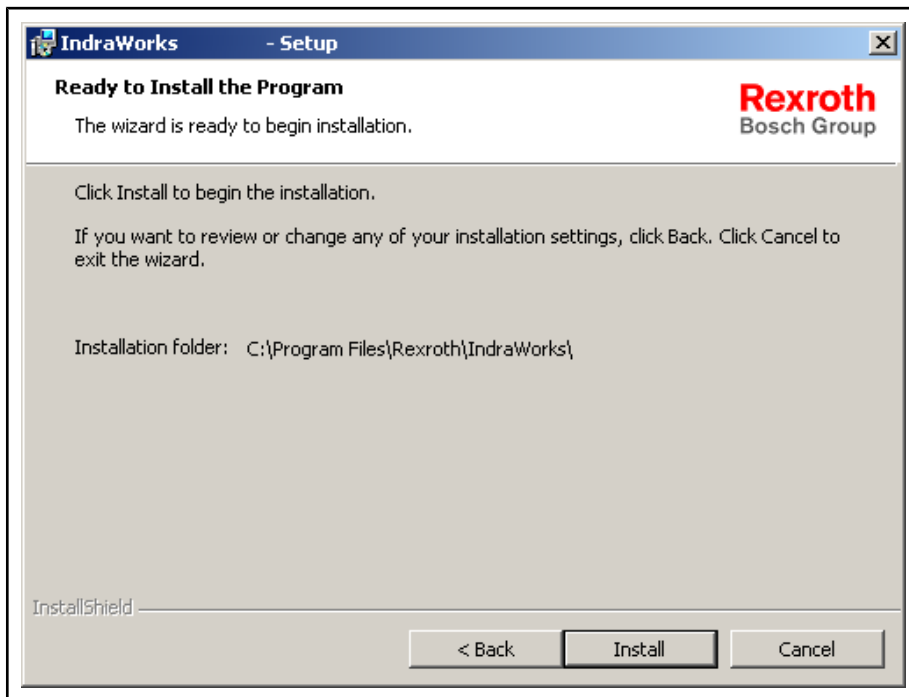 IndraWorks - Setup
Ready to Install the Program
The wizard is ready to begin installation.
Rexroth
Bosch Group
Click Install to begin the installation.
If you want to review or change any of your installation settings, click Back. Click Cancel to
exit the wizard.
Installation folder: C:\Program Files\Rexroth\IndraWorks\
InstallShield
< Back Install Cancel